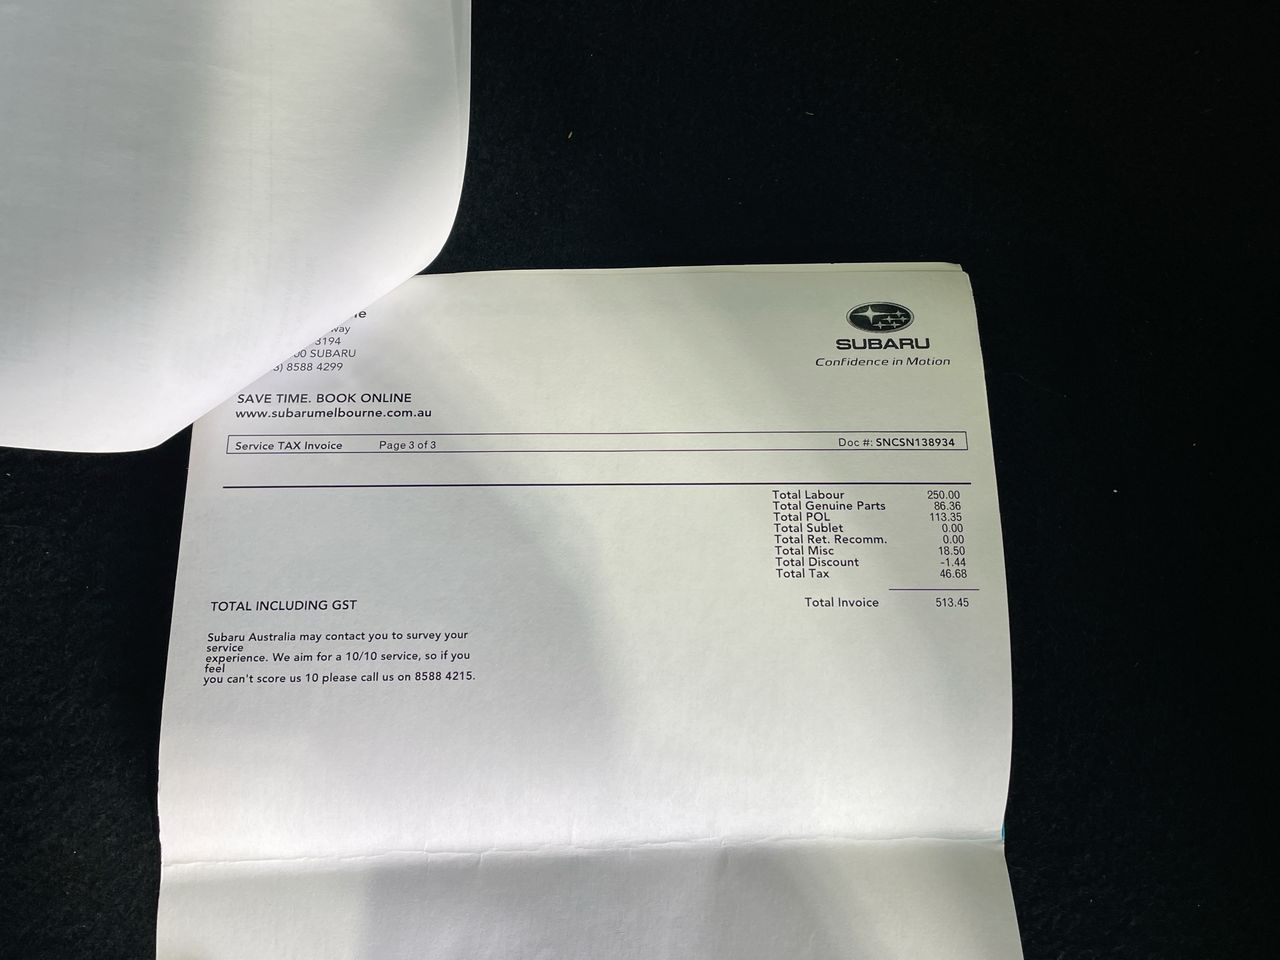 way
3194
00 SUBARU
8588 4299
SUBARU
Confidence in Motion
SAVE TIME. BOOK ONLINE
www.subarumelbourne.com.au
Service TAX Invoice Page 3 of 3 Doc #: SNCSN138934
Total Labour 250.00
Total Genuine Parts 86.36
Total POL 113.35
Total Sublet 0.00
Total Ret. Recomm. 0.00
Total Misc 18.50
Total Discount -1.44
Total Tax 46.68
TOTAL INCLUDING GST Total Invoice 513.45
Subaru Australia may contact you to survey your
service
experience. We aim for a 10/10 service, so if you
feel
you can't score us 10 please call us on 8588 4215.